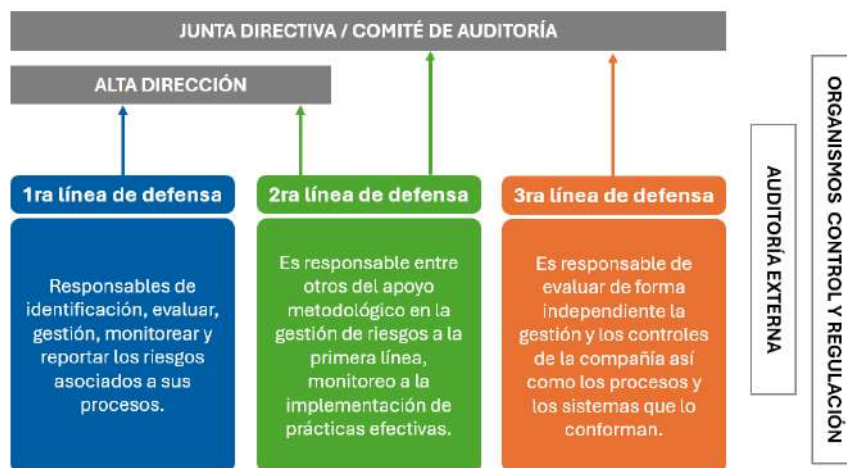 JUNTA DIRECTIVA / COMITÉ DE AUDITORÍA
ALTA DIRECCIÓN
1ra línea de defensa
Responsables de
identificación, evaluar,
gestión, monitorear y
reportar los riesgos
asociados a sus
procesos.
2ra línea de defensa
Es responsable entre
otros del apoyo
metodológico en la
gestión de riesgos a la
primera línea,
monitoreo a la
implementación de
prácticas efectivas.
3ra línea de defensa
Es responsable de
evaluar de forma
independiente la
gestión y los controles
de la compañía así
como los procesos y
los sistemas que lo
conforman.
AUDITORÍA EXTERNA
ORGANISMOS CONTROL Y REGULACIÓN